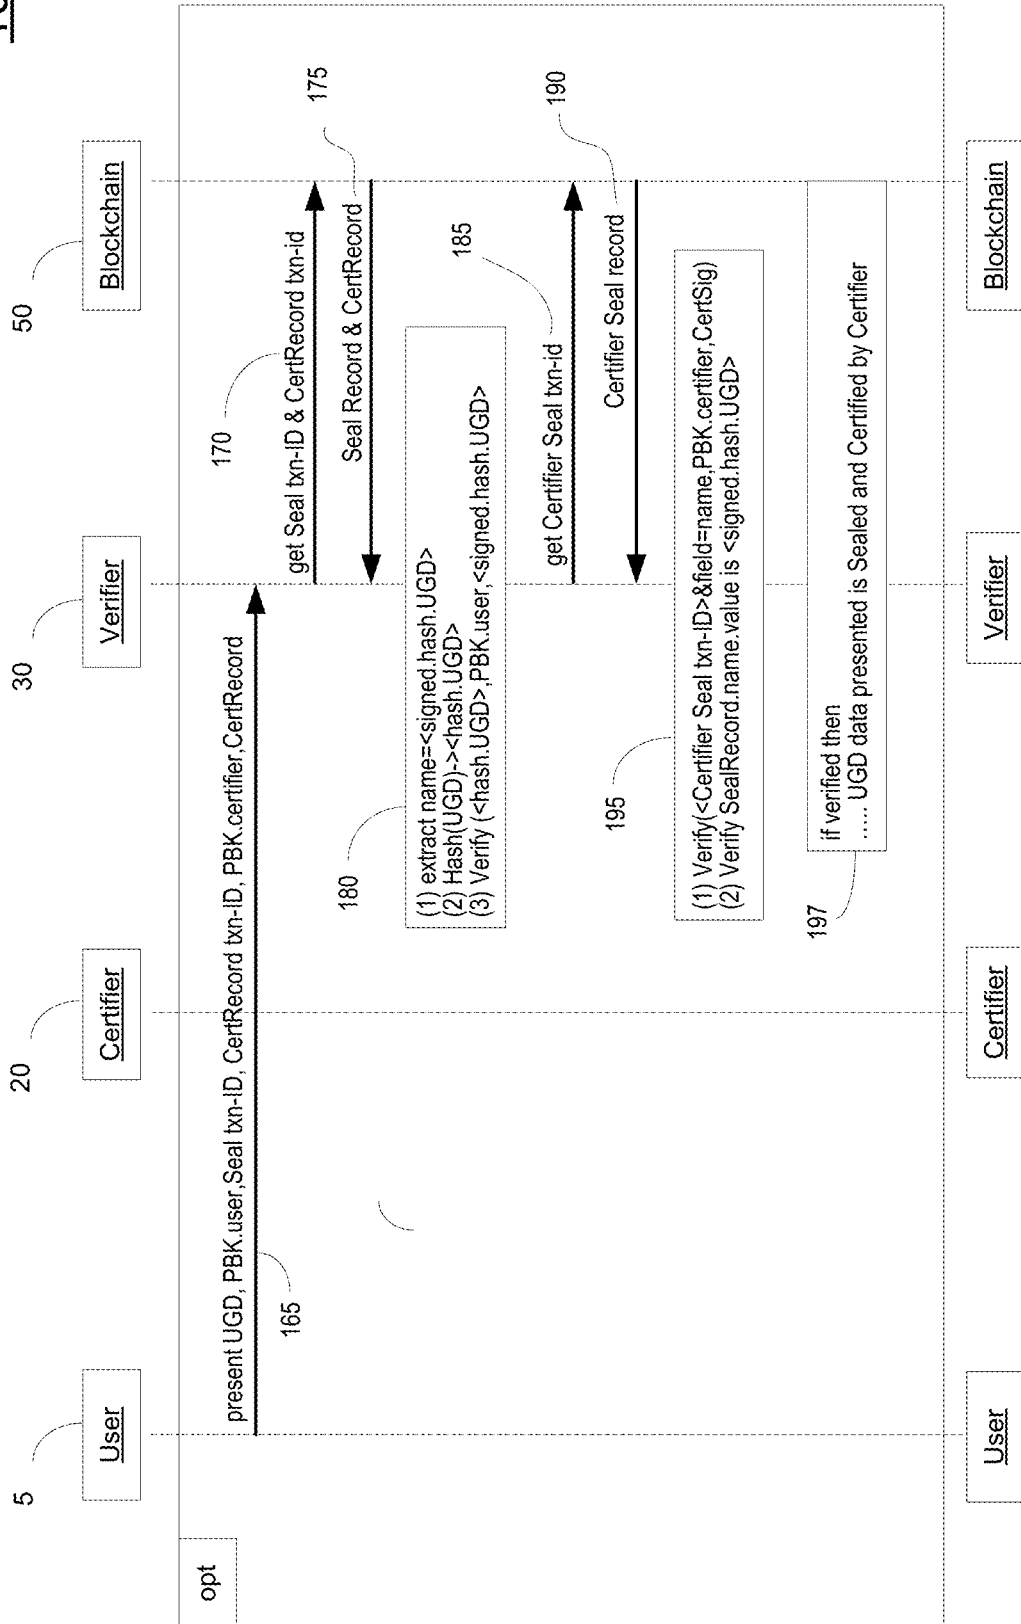 5
20
30
50
User
Certifier
Verifier
Blockchain
opt
present UGD, PBK.user,Seal txn-ID, CertRecord txn-ID, PBK.certifier,CertRecord
165
170
get Seal txn-ID & CertRecord txn-id
175
Seal Record & CertRecord
180
(1) extract name=<signed.hash.UGD>
(2) Hash(UGD)-><hash.UGD>
(3) Verify (<hash.UGD>,PBK.user,<signed.hash.UGD>
185
get Certifier Seal txn-id
190
Certifier Seal record
195
(1) Verify(<Certifier Seal txn-ID>&field=name,PBK.certifier,CertSig)
(2) Verify SealRecord.name.value is <signed.hash.UGD>
197
if verified then
..... UGD data presented is Sealed and Certified by Certifier
User
Certifier
Verifier
Blockchain